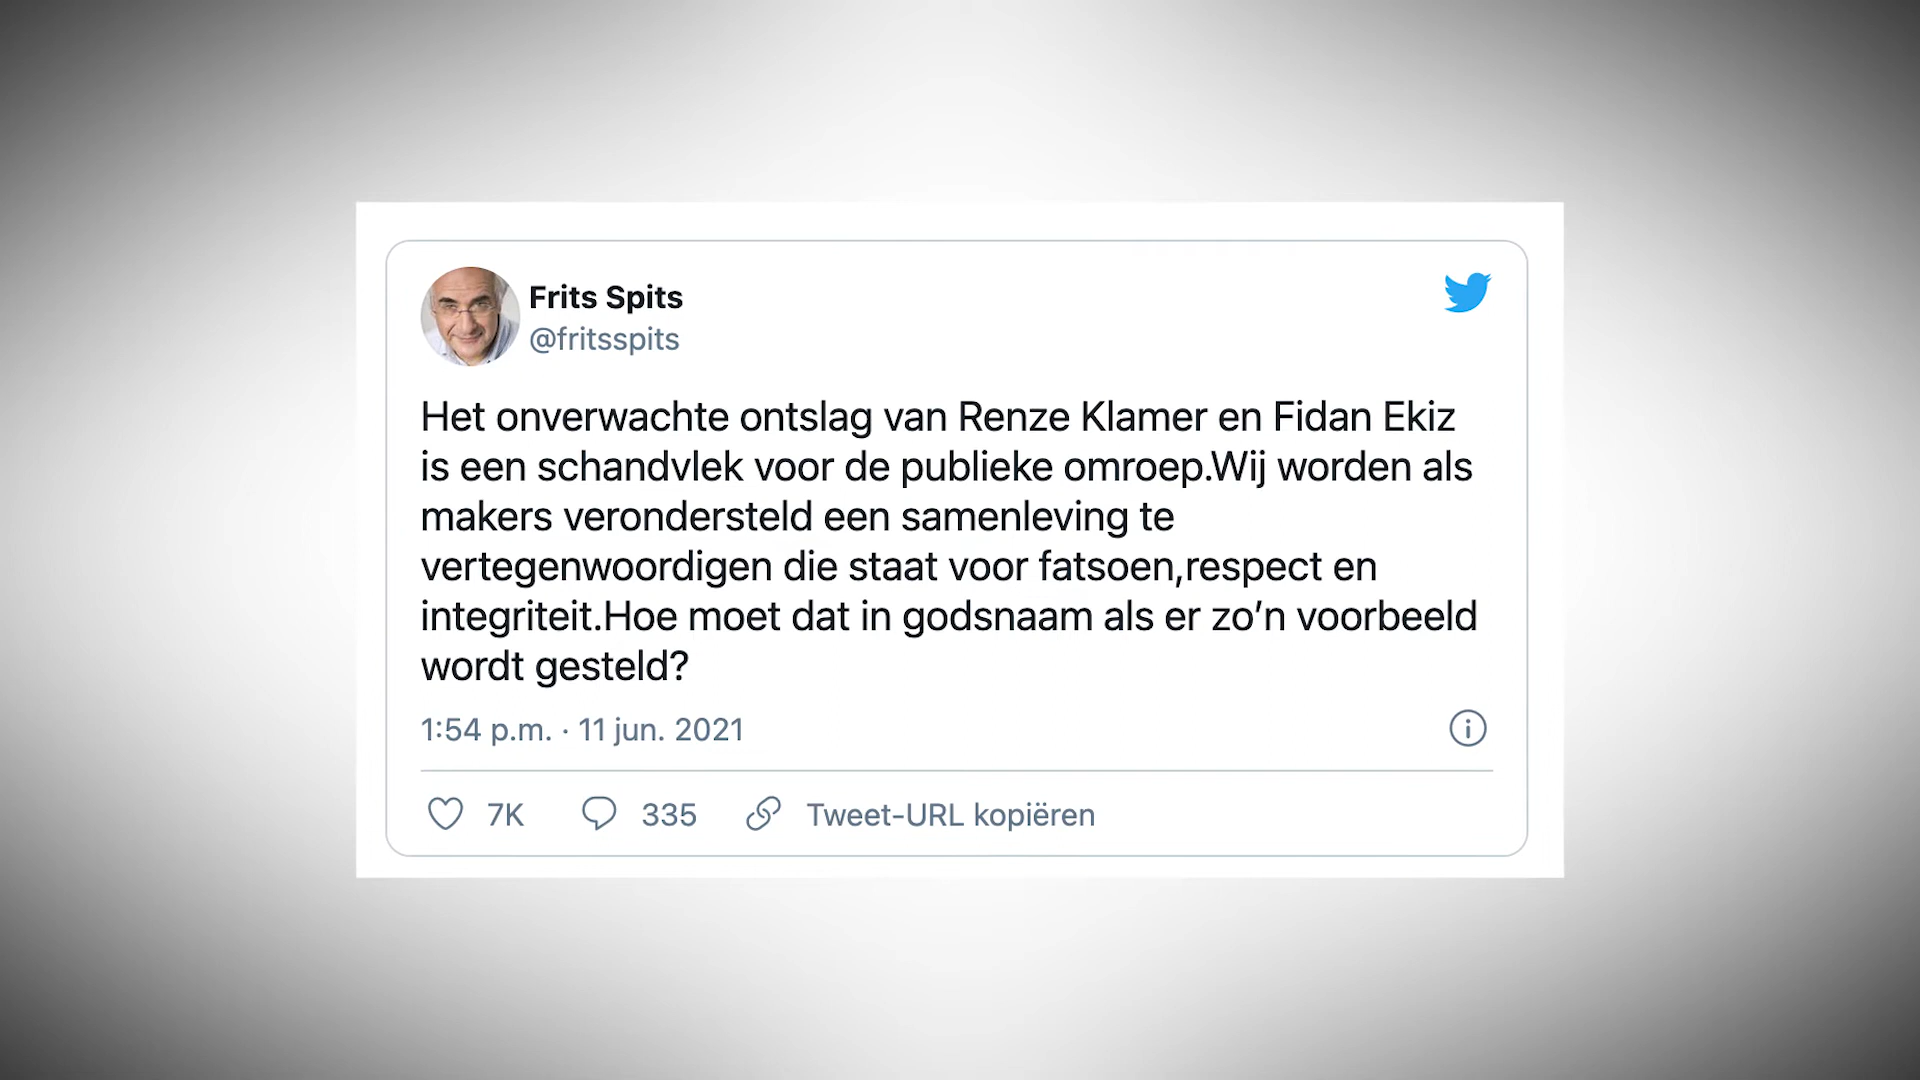 Frits Spits
@fritsspits
Het onverwachte ontslag van Renze Klamer en Fidan Ekiz
is een schandvlek voor de publieke omroep.Wij worden als
makers verondersteld een samenleving te
vertegenwoordigen die staat voor fatsoen,respect en
integriteit.Hoe moet dat in godsnaam als er zo’n voorbeeld
wordt gesteld?
1:54 p.m. · 11 jun. 2021
7K 335 Tweet-URL kopiëren